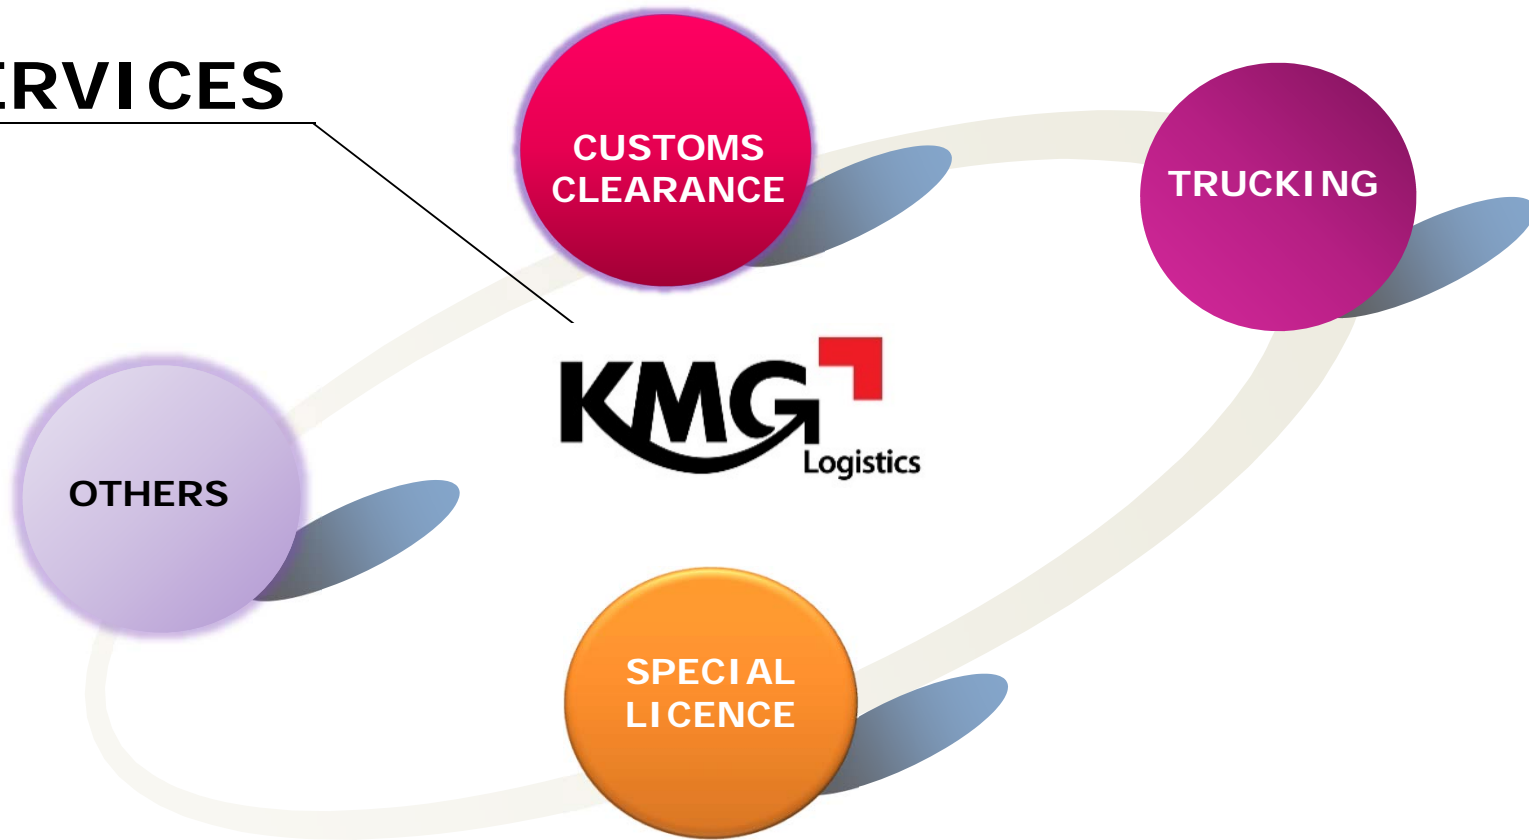 ERVICES
CUSTOMS
CLEARANCE
TRUCKING
KMG
Logistics
OTHERS
SPECIAL
LICENCE